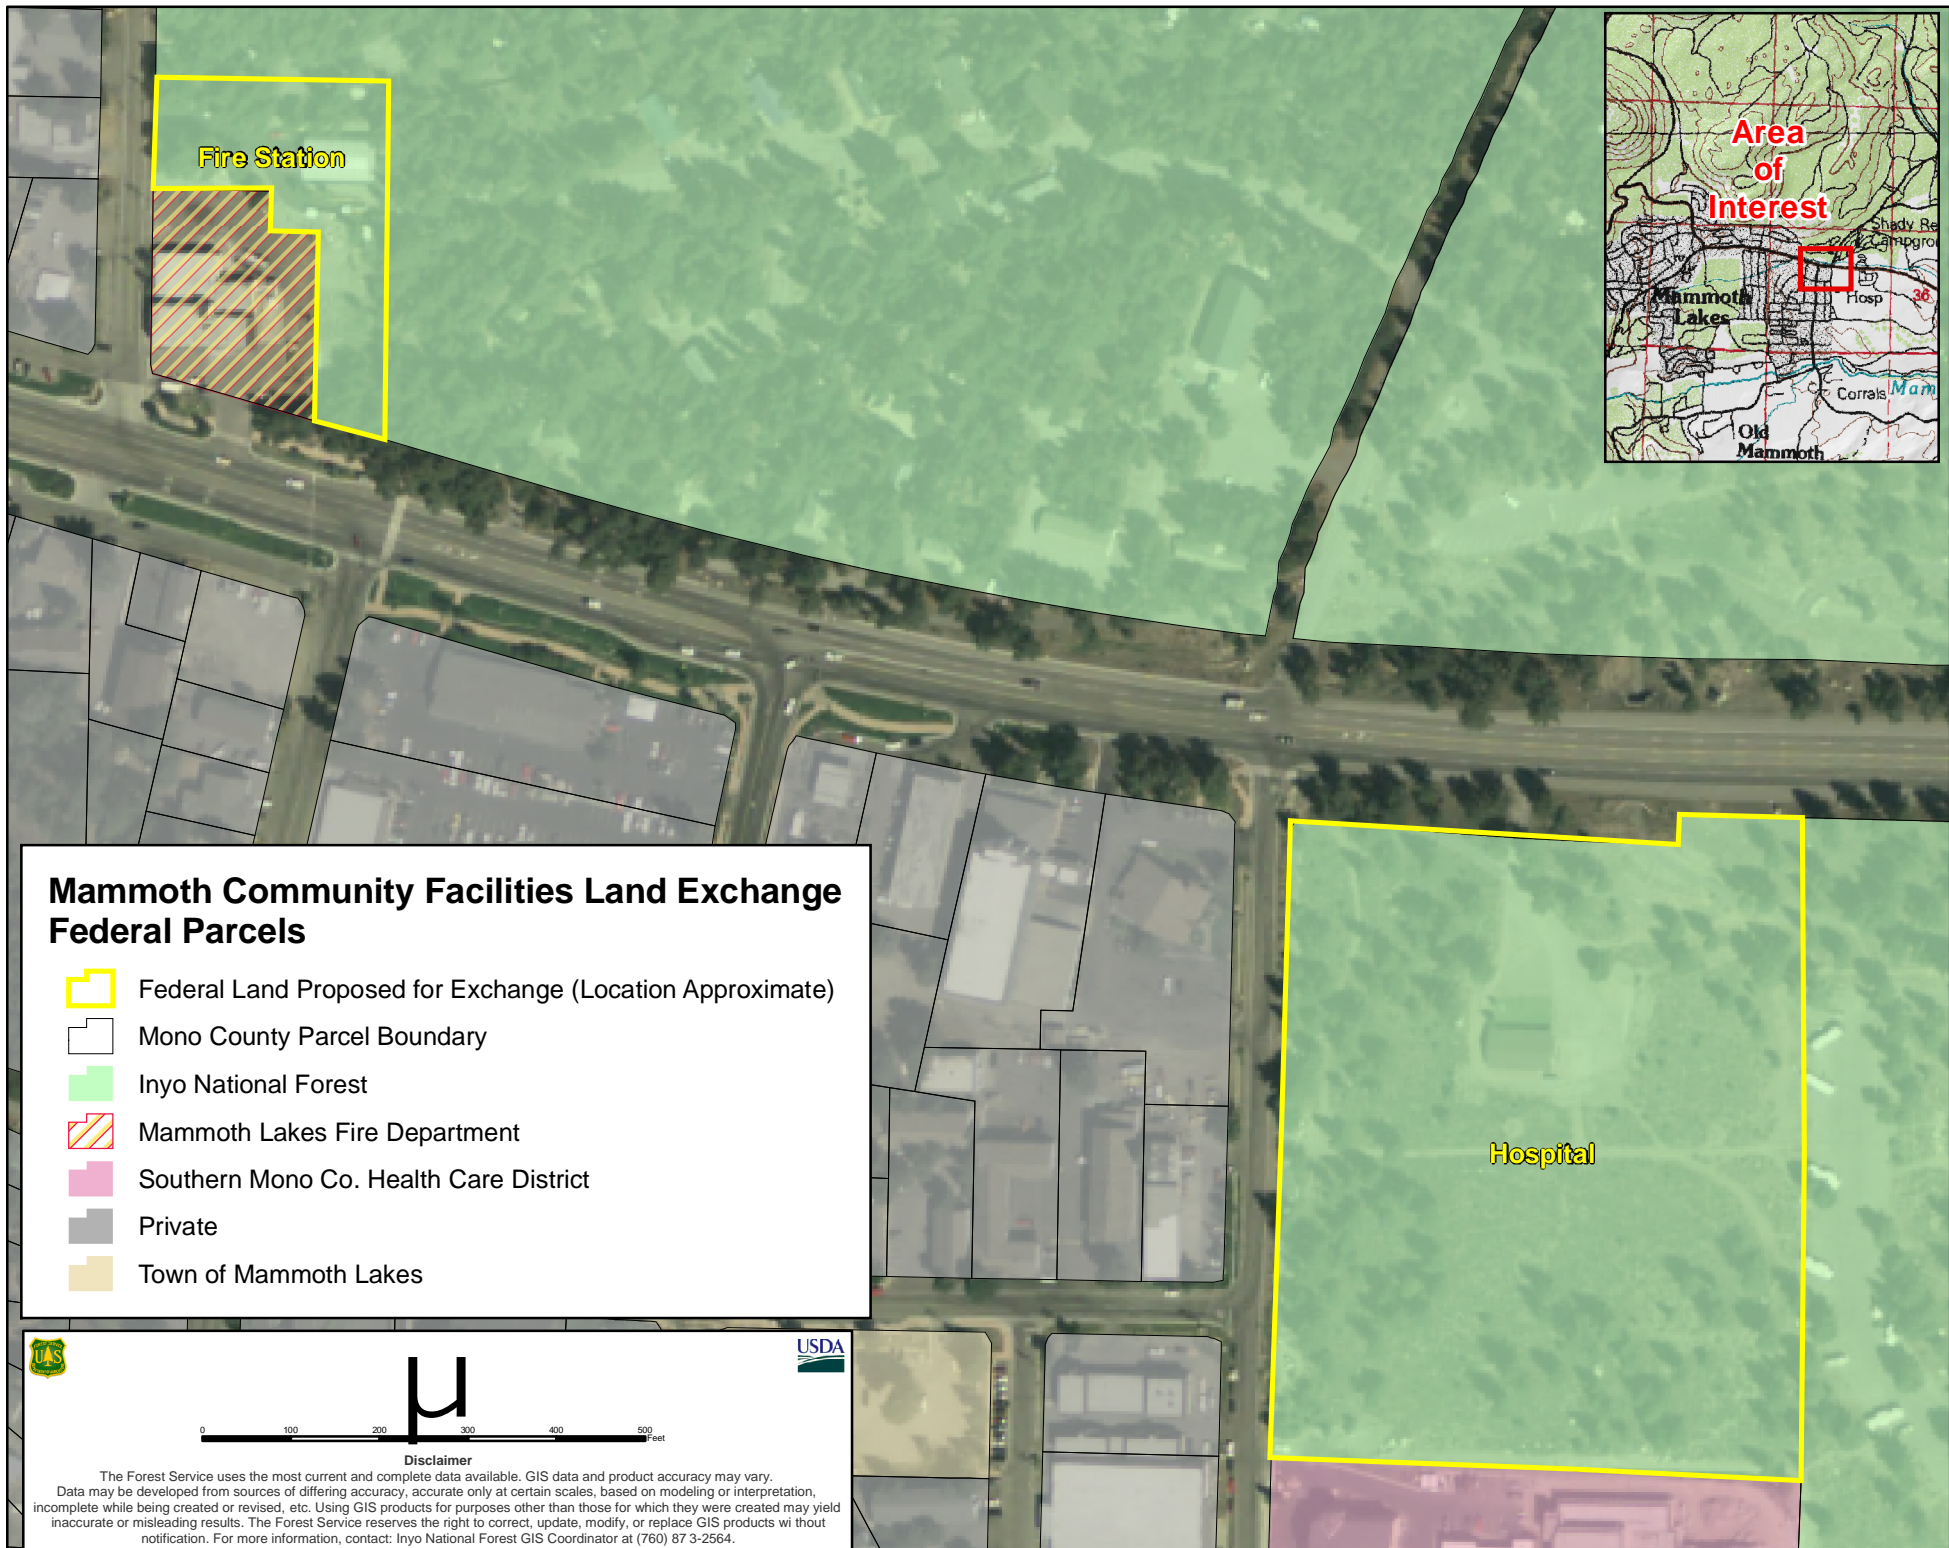 Fire Station
Area
of
Interest
Shady Re
Campgro
Mammoth
Lakes
Hosp
36
Corrals
Mam
Old
Mammoth
Hospital
Mammoth Community Facilities Land Exchange
Federal Parcels
Federal Land Proposed for Exchange (Location Approximate)
Mono County Parcel Boundary
Inyo National Forest
Mammoth Lakes Fire Department
Southern Mono Co. Health Care District
Private
Town of Mammoth Lakes
UAS
USDA
µ
0 100 200 300 400 500
Feet
Disclaimer
The Forest Service uses the most current and complete data available. GIS data and product accuracy may vary.
Data may be developed from sources of differing accuracy, accurate only at certain scales, based on modeling or interpretation,
incomplete while being created or revised, etc. Using GIS products for purposes other than those for which they were created may yield
inaccurate or misleading results. The Forest Service reserves the right to correct, update, modify, or replace GIS products wi thout
notification. For more information, contact: Inyo National Forest GIS Coordinator at (760) 87 3-2564.